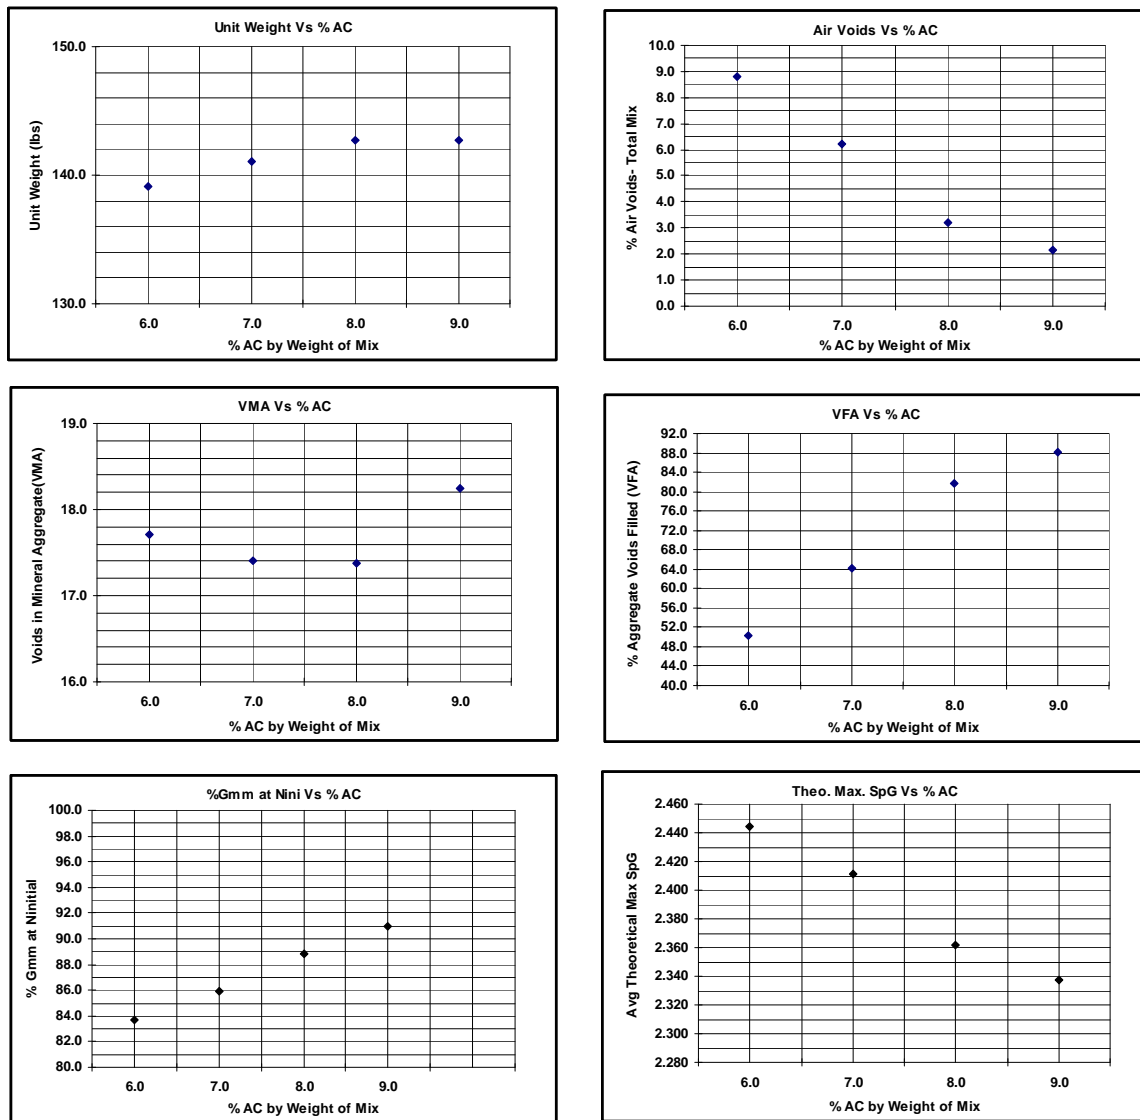 Unit Weight Vs % AC
150.0
140.0
130.0
Unit Weight (lbs)
6.0 7.0 8.0 9.0
% AC by Weight of Mix
Air Voids Vs % AC
10.0
9.0
8.0
7.0
6.0
5.0
4.0
3.0
2.0
1.0
0.0
% Air Voids- Total Mix
6.0 7.0 8.0 9.0
% AC by Weight of Mix
VMA Vs % AC
19.0
18.0
17.0
16.0
Voids in Mineral Aggregate(VMA)
6.0 7.0 8.0 9.0
% AC by Weight of Mix
VFA Vs % AC
92.0
88.0
84.0
80.0
76.0
72.0
68.0
64.0
60.0
56.0
52.0
48.0
44.0
40.0
% Aggregate Voids Filled (VFA)
6.0 7.0 8.0 9.0
% AC by Weight of Mix
%Gmm at Nini Vs % AC
100.0
98.0
96.0
94.0
92.0
90.0
88.0
86.0
84.0
82.0
80.0
% Gmm at Ninitial
6.0 7.0 8.0 9.0
% AC by Weight of Mix
Theo. Max. SpG Vs % AC
2.460
2.440
2.420
2.400
2.380
2.360
2.340
2.320
2.300
2.280
Avg Theoretical Max SpG
6.0 7.0 8.0 9.0
% AC by Weight of Mix